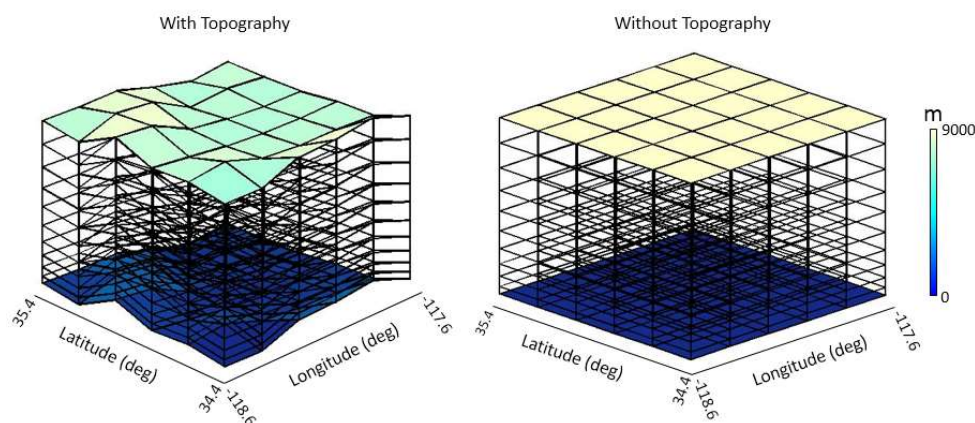 With Topography
Without Topography
m
9000
0
35.4
Latitude (deg)
34.4
-118.6
Longitude (deg)
-117.6
35.4
Latitude (deg)
34.4
-118.6
Longitude (deg)
-117.6